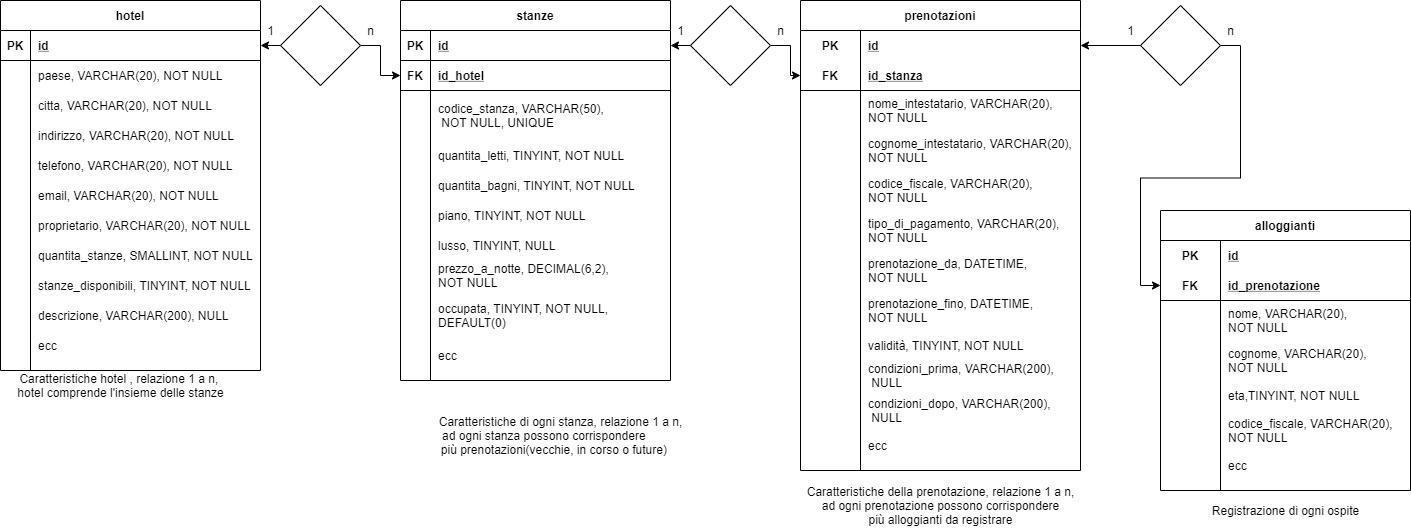 hotel
PK id
paese, VARCHAR(20), NOT NULL
citta, VARCHAR(20), NOT NULL
indirizzo, VARCHAR(20), NOT NULL
telefono, VARCHAR(20), NOT NULL
email, VARCHAR(20), NOT NULL
proprietario, VARCHAR(20), NOT NULL
quantita_stanze, SMALLINT, NOT NULL
stanze_disponibili, TINYINT, NOT NULL
descrizione, VARCHAR(200), NULL
ecc
Caratteristiche hotel , relazione 1 a n,
hotel comprende l'insieme delle stanze
1
n
stanze
PK id
FK id_hotel
codice_stanza, VARCHAR(50),
NOT NULL, UNIQUE
quantita_letti, TINYINT, NOT NULL
quantita_bagni, TINYINT, NOT NULL
piano, TINYINT, NOT NULL
lusso, TINYINT, NULL
prezzo_a_notte, DECIMAL(6,2),
NOT NULL
occupata, TINYINT, NOT NULL,
DEFAULT(0)
ecc
Caratteristiche di ogni stanza, relazione 1 a n,
ad ogni stanza possono corrispondere
più prenotazioni(vecchie, in corso o future)
1
n
prenotazioni
PK id
FK id_stanza
nome_intestatario, VARCHAR(20),
NOT NULL
cognome_intestatario, VARCHAR(20),
NOT NULL
codice_fiscale, VARCHAR(20),
NOT NULL
tipo_di_pagamento, VARCHAR(20),
NOT NULL
prenotazione_da, DATETIME,
NOT NULL
prenotazione_fino, DATETIME,
NOT NULL
validità, TINYINT, NOT NULL
condizioni_prima, VARCHAR(200),
NULL
condizioni_dopo, VARCHAR(200),
NULL
ecc
Caratteristiche della prenotazione, relazione 1 a n,
ad ogni prenotazione possono corrispondere
più alloggianti da registrare
1
n
alloggianti
PK id
FK id_prenotazione
nome, VARCHAR(20),
NOT NULL
cognome, VARCHAR(20),
NOT NULL
eta,TINYINT, NOT NULL
codice_fiscale, VARCHAR(20),
NOT NULL
ecc
Registrazione di ogni ospite